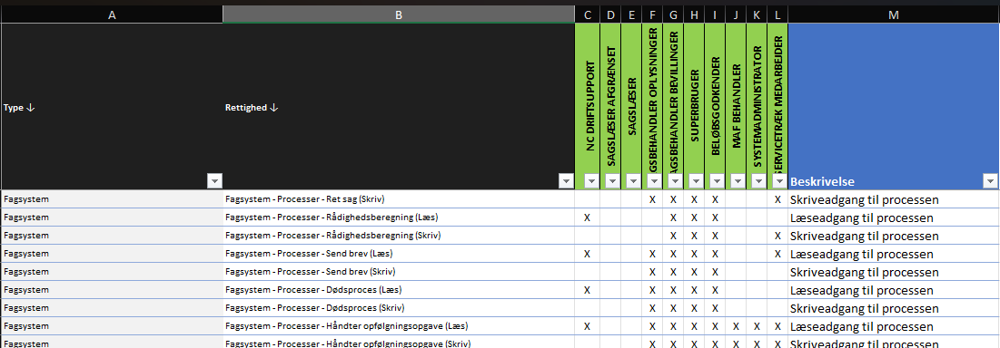 A B C D E F G H I J K L M
Type ↓ Rettighed ↓ NC DRIFTSUPPORT SAGSLÆSER AFGRÆNSET SAGSLÆSER GSBEHANDLER OPLYSNINGER AGSBEHANDLER BEVILLINGER SUPERBRUGER BELØBSGODKENDER MAF BEHANDLER SYSTEMADMINISTRATOR SERVICETRÆK MEDARBEJDER Beskrivelse
Fagsystem Fagsystem - Processer - Ret sag (Skriv) X X X X X Skriveadgang til processen
Fagsystem Fagsystem - Processer - Rådighedsberegning (Læs) X X X X Læseadgang til processen
Fagsystem Fagsystem - Processer - Rådighedsberegning (Skriv) X X X X Skriveadgang til processen
Fagsystem Fagsystem - Processer - Send brev (Læs) X X X X X X Læseadgang til processen
Fagsystem Fagsystem - Processer - Send brev (Skriv) X X X X Skriveadgang til processen
Fagsystem Fagsystem - Processer - Dødsproces (Læs) X X X X X Læseadgang til processen
Fagsystem Fagsystem - Processer - Dødsproces (Skriv) X X X X Skriveadgang til processen
Fagsystem Fagsystem - Processer - Håndter opfølgningsopgave (Læs) X X X X X X X X Læseadgang til processen
Fagsystem Fagsystem - Processer - Håndter opfølgningsopgave (Skriv) X X X X X X X Skriveadgang til processen